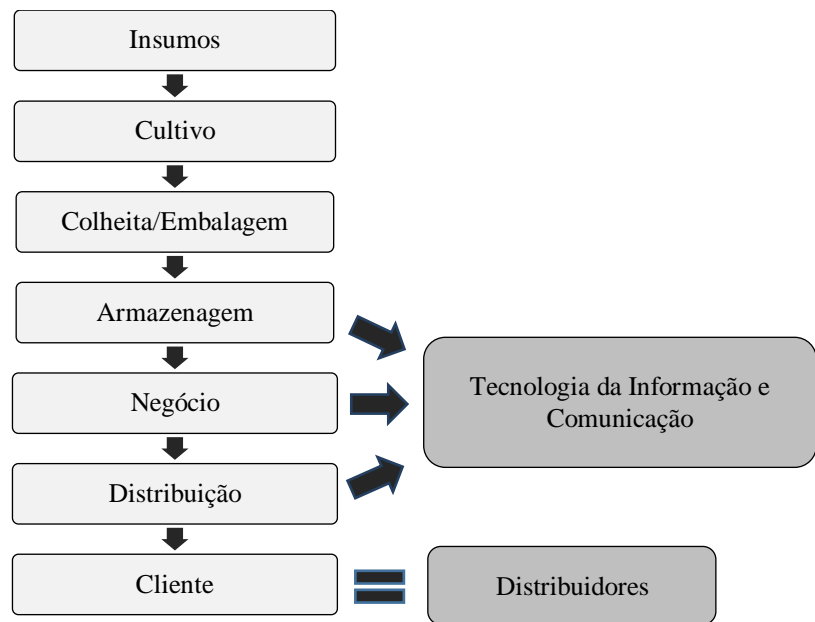 Insumos
Cultivo
Colheita/Embalagem
Armazenagem
Negócio
Distribuição
Cliente
Tecnologia da Informação e
Comunicação
Distribuidores